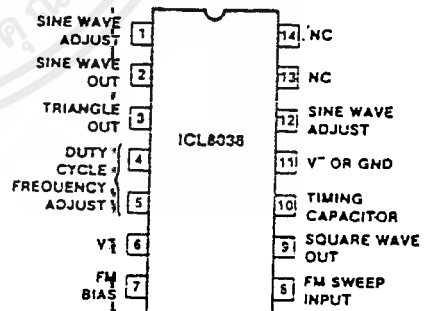 SINE WAVE
ADJUST
1
SINE WAVE
OUT
2
TRIANGLE
OUT
3
DUTY
CYCLE
FREQUENCY
ADJUST
4
5
V+
6
FM
BIAS
7
ICL8038
14
NC
13
NC
12
SINE WAVE
ADJUST
11
V- OR GND
10
TIMING
CAPACITOR
9
SQUARE WAVE
OUT
8
FM SWEEP
INPUT